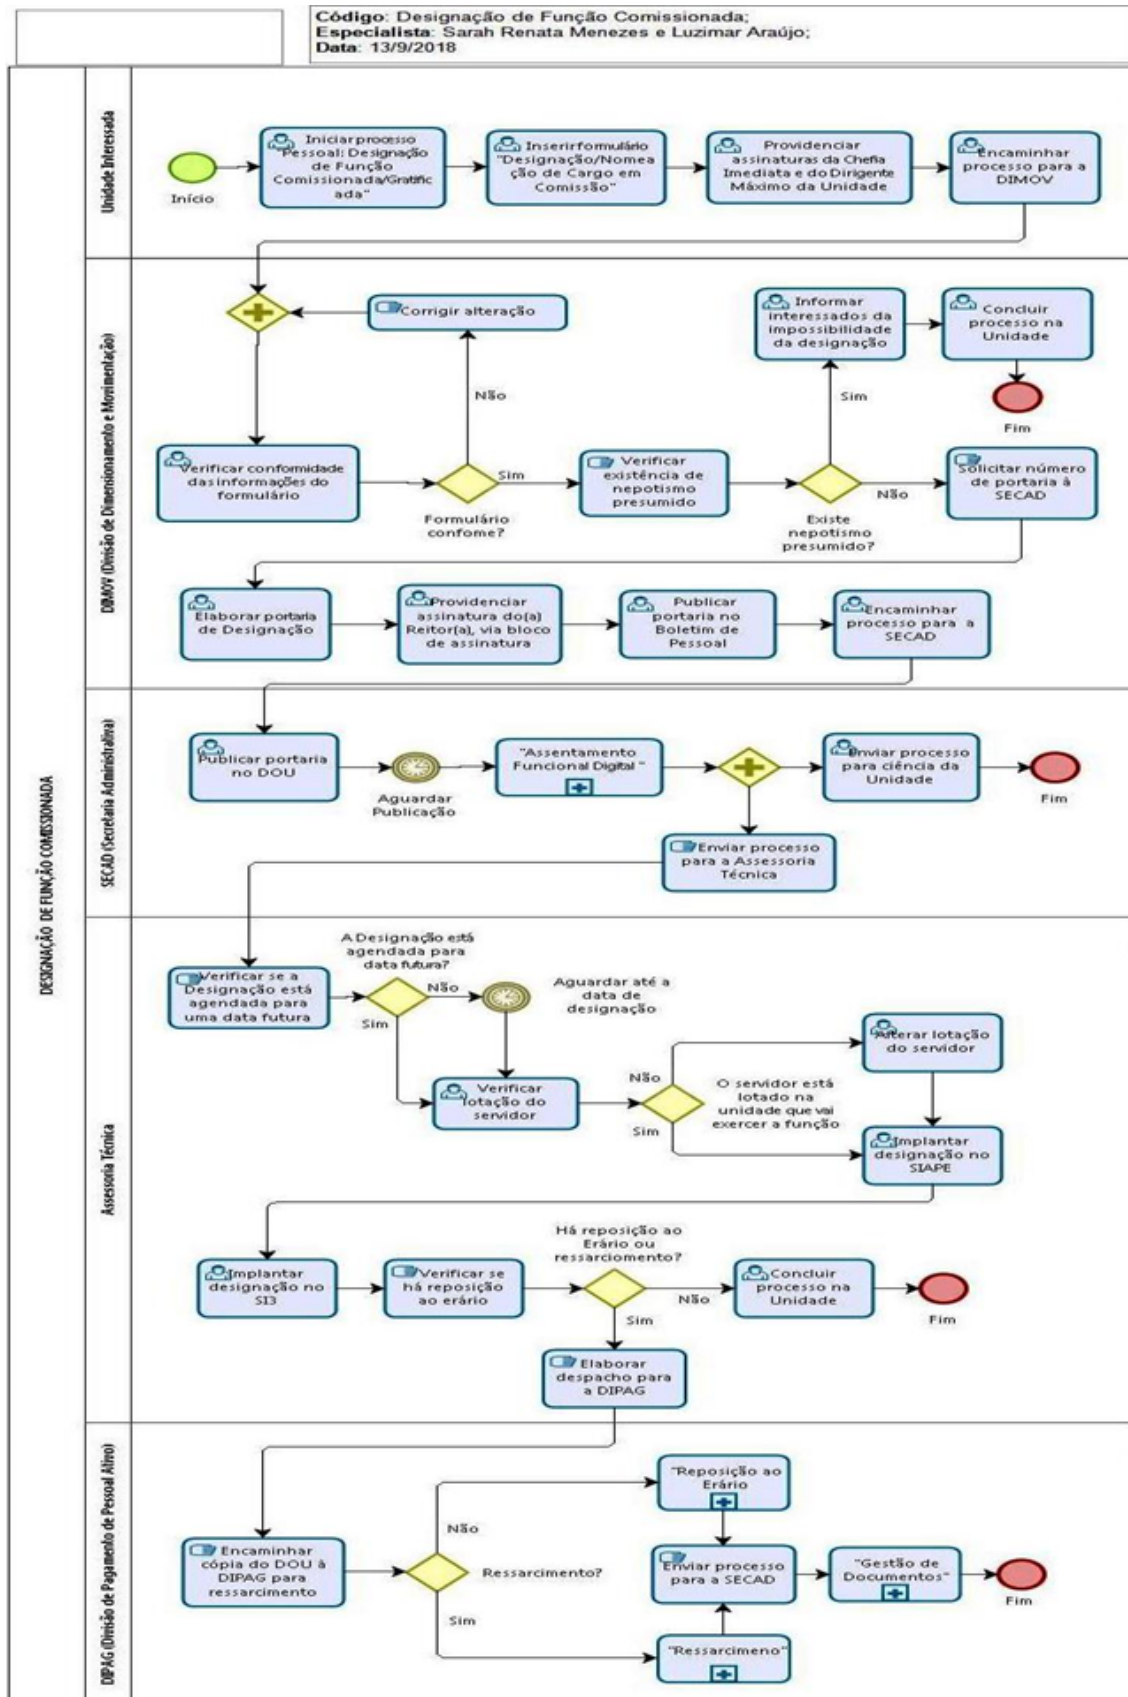 Código: Designação de Função Comissionada;
Especialista: Sarah Renata Menezes e Luzimar Araújo;
Data: 13/9/2018
DESIGNAÇÃO DE FUNÇÃO COMISSIONADA
Unidade Interessada
Início
Iniciar processo
"Pessoal: Designação
de Função
Comissionada/Gratific
ada"
Inserir formulário
"Designação/Nomea
ção de Cargo em
Comissão"
Providenciar
assinaturas da Chefia
Imediata e do Dirigente
Máximo da Unidade
Encaminhar
processo para a
DIMOV
DIMOV (Divisão de Dimensionamento e Movimentação)
Corrigir alteração
Informar
interessados da
impossibilidade
da designação
Concluir
processo na
Unidade
Fim
Não
Sim
Verificar conformidade
das informações do
formulário
Sim
Formulário
confome?
Verificar
existência de
nepotismo
presumido
Não
Existe
nepotismo
presumido?
Solicitar número
de portaria à
SECAD
Elaborar portaria
de Designação
Providenciar
assinatura do(a)
Reitor(a), via bloco
de assinatura
Publicar
portaria no
Boletim de
Pessoal
Encaminhar
processo para a
SECAD
SECAD (Secretaria Administrativa)
Publicar portaria
no DOU
Aguardar
Publicação
"Assentamento
Funcional Digital "
Enviar processo
para ciência da
Unidade
Fim
Enviar processo
para a Assessoria
Técnica
Assessoria Técnica
Verificar se a
Designação está
agendada para
uma data futura
A Designação está
agendada para
data futura?
Não
Sim
Aguardar até a
data de
designação
Verificar
lotação do
servidor
Não
Sim
O servidor está
lotado na
unidade que vai
exercer a função
Alterar lotação
do servidor
Implantar
designação no
SIAPE
Implantar
designação no
SI3
Verificar se
há reposição
ao erário
Há reposição ao
Erário ou
ressarciomento?
Não
Sim
Concluir
processo na
Unidade
Fim
Elaborar
despacho para
a DIPAG
DIPAG (Divisão de Pagamento de Pessoal Ativo)
Encaminhar
cópia do DOU à
DIPAG para
ressarcimento
Não
Sim
Ressarcimento?
"Reposição ao
Erário"
Enviar processo
para a SECAD
"Ressarcimeno"
"Gestão de
Documentos"
Fim